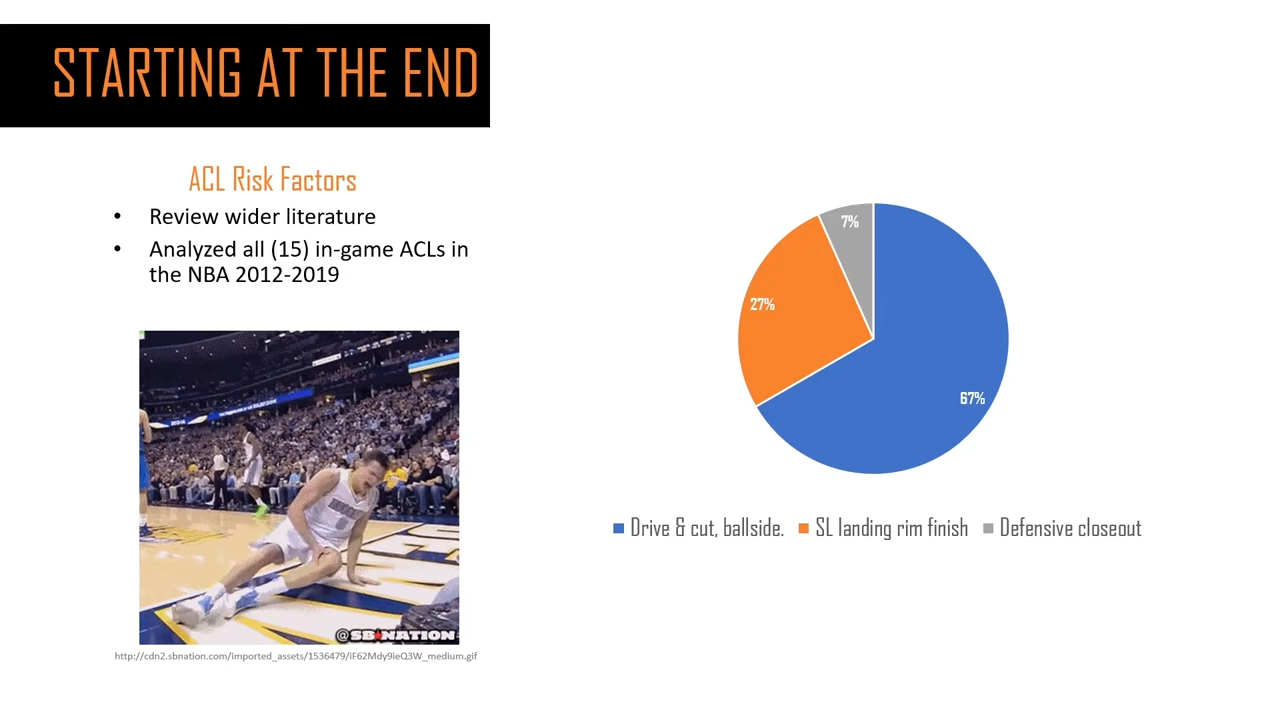 STARTING AT THE END
ACL Risk Factors
• Review wider literature
• Analyzed all (15) in-game ACLs in
the NBA 2012-2019
7%
27%
67%
Drive & cut, ballside. SL landing rim finish Defensive closeout
@SBNATION
http://cdn2.sbnation.com/imported_assets/1536479/iF62Mdy9ieQ3W_medium.gif